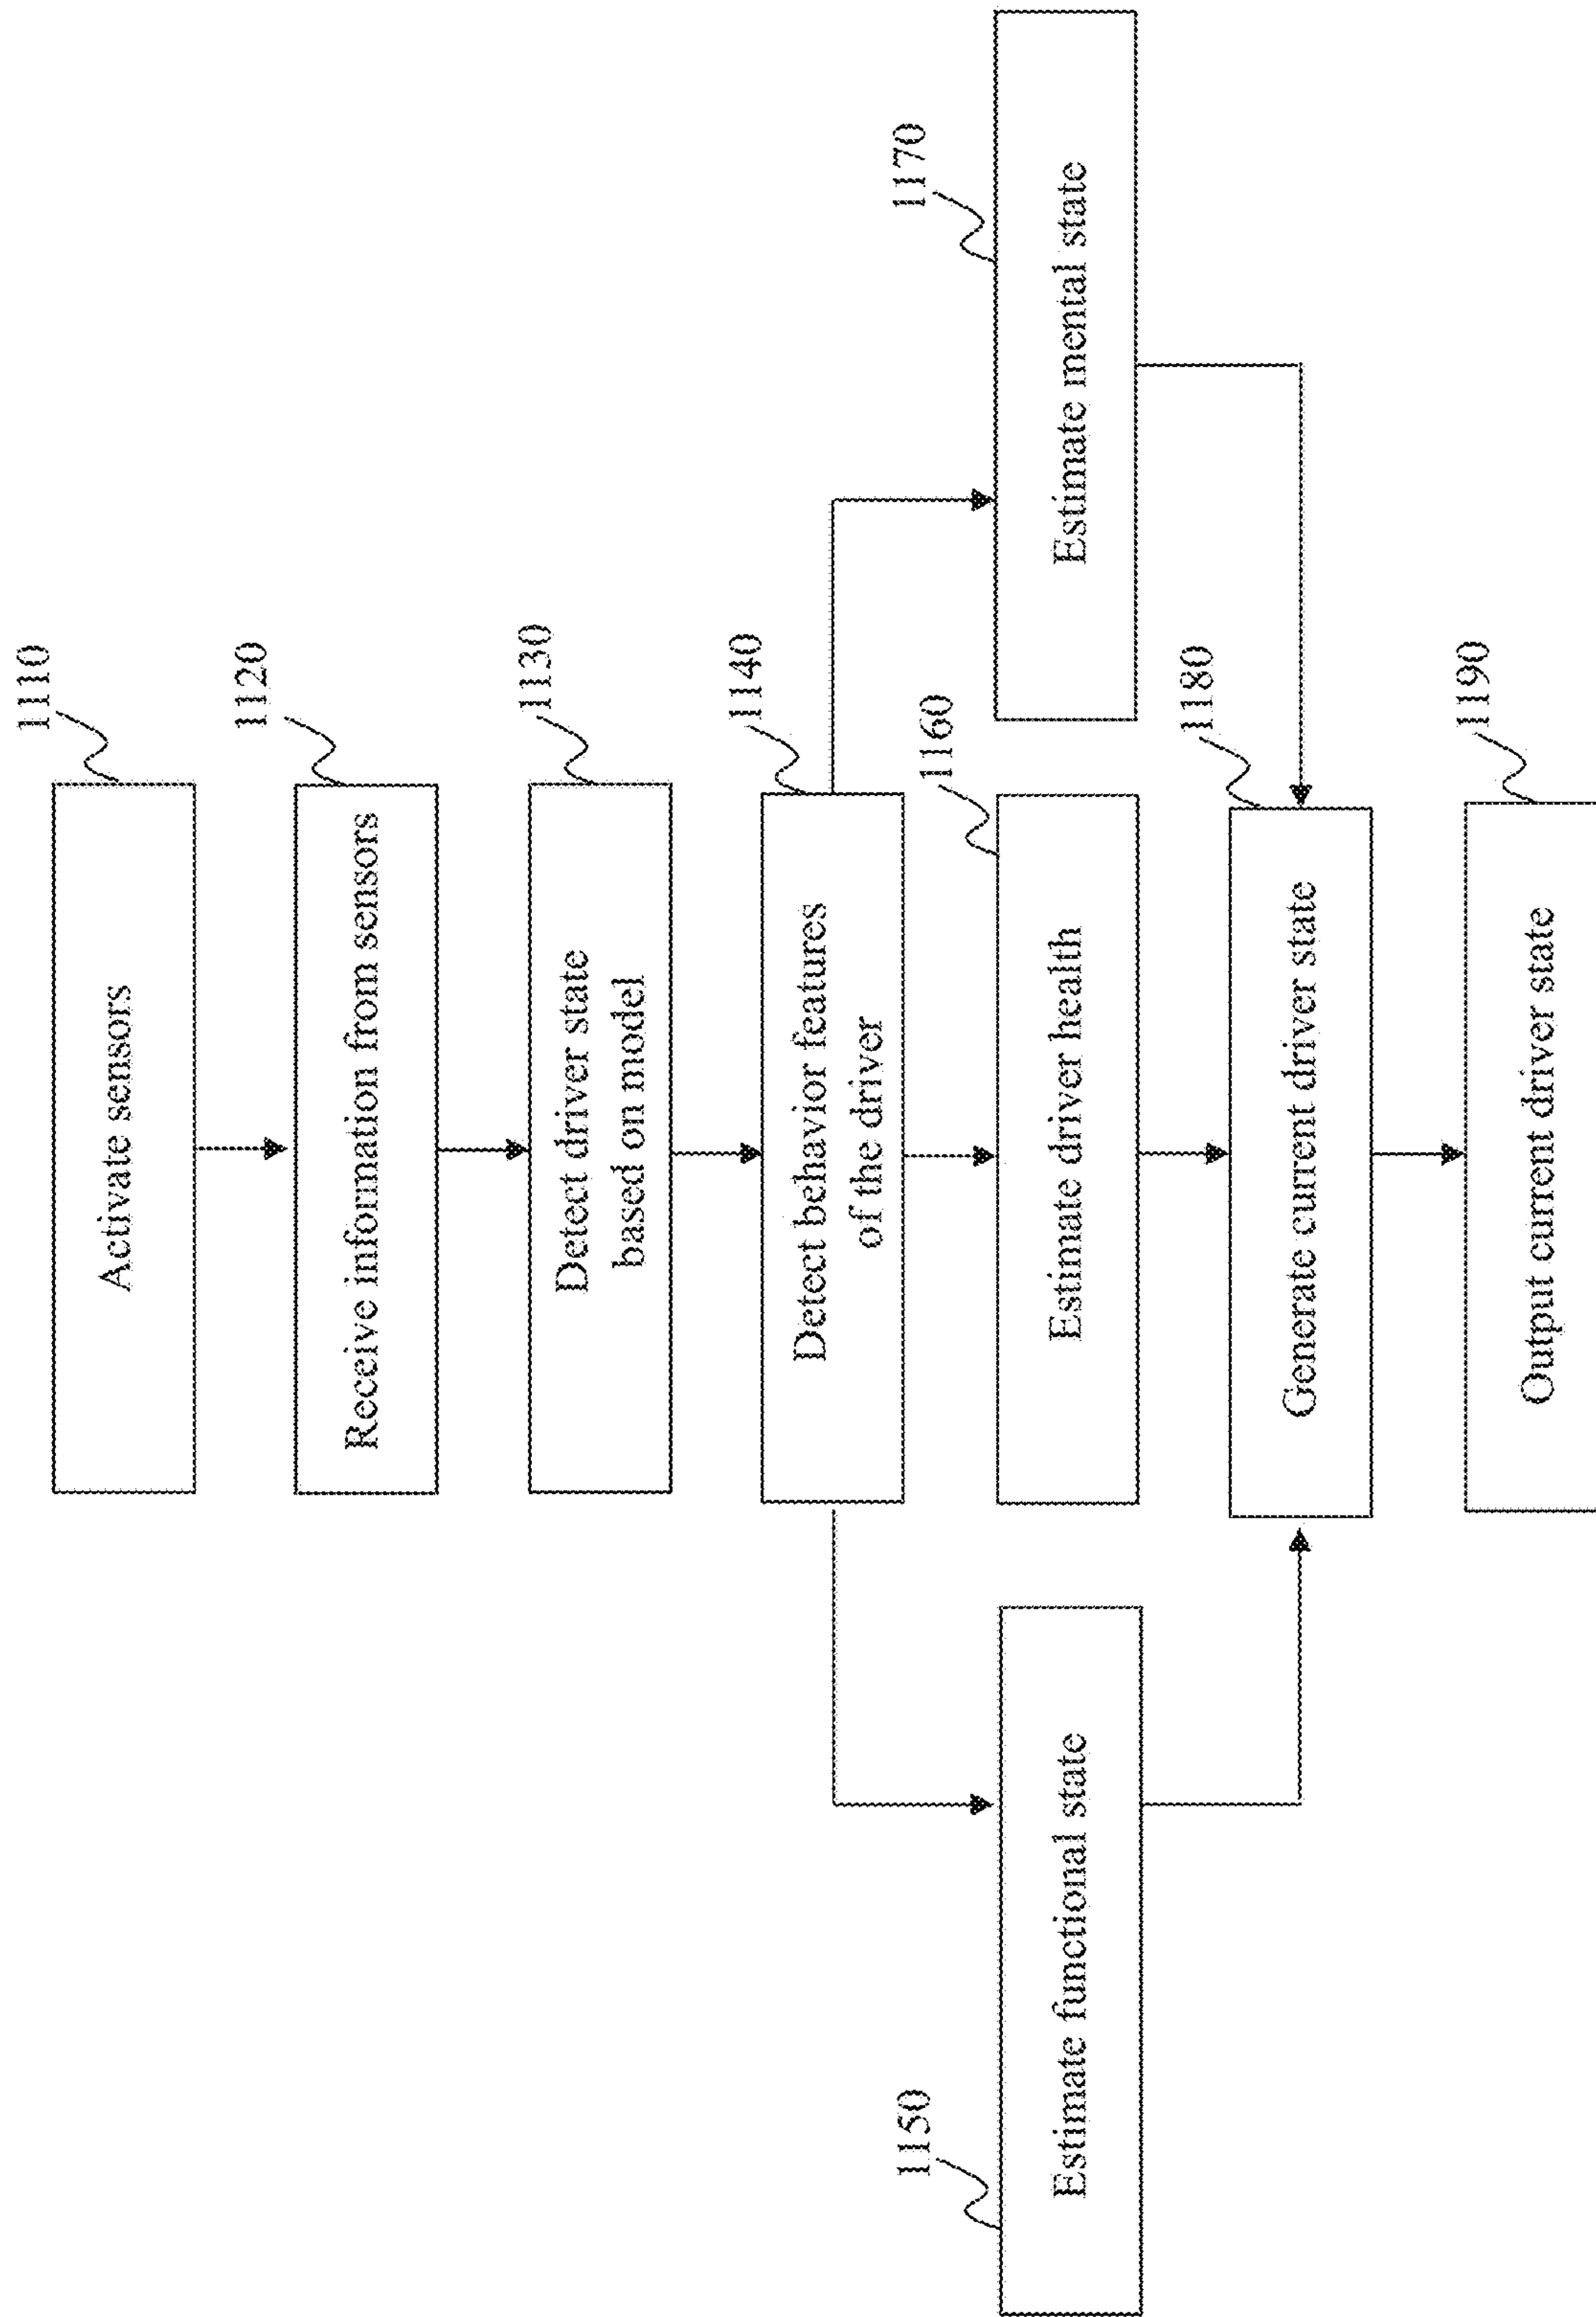 1110
Activate sensors
1120
Receive information from sensors
1130
Detect driver state
based on model
1140
Detect behavior features
of the driver
1150
Estimate functional state
1160
Estimate driver health
1170
Estimate mental state
1180
Generate current driver state
1190
Output current driver state